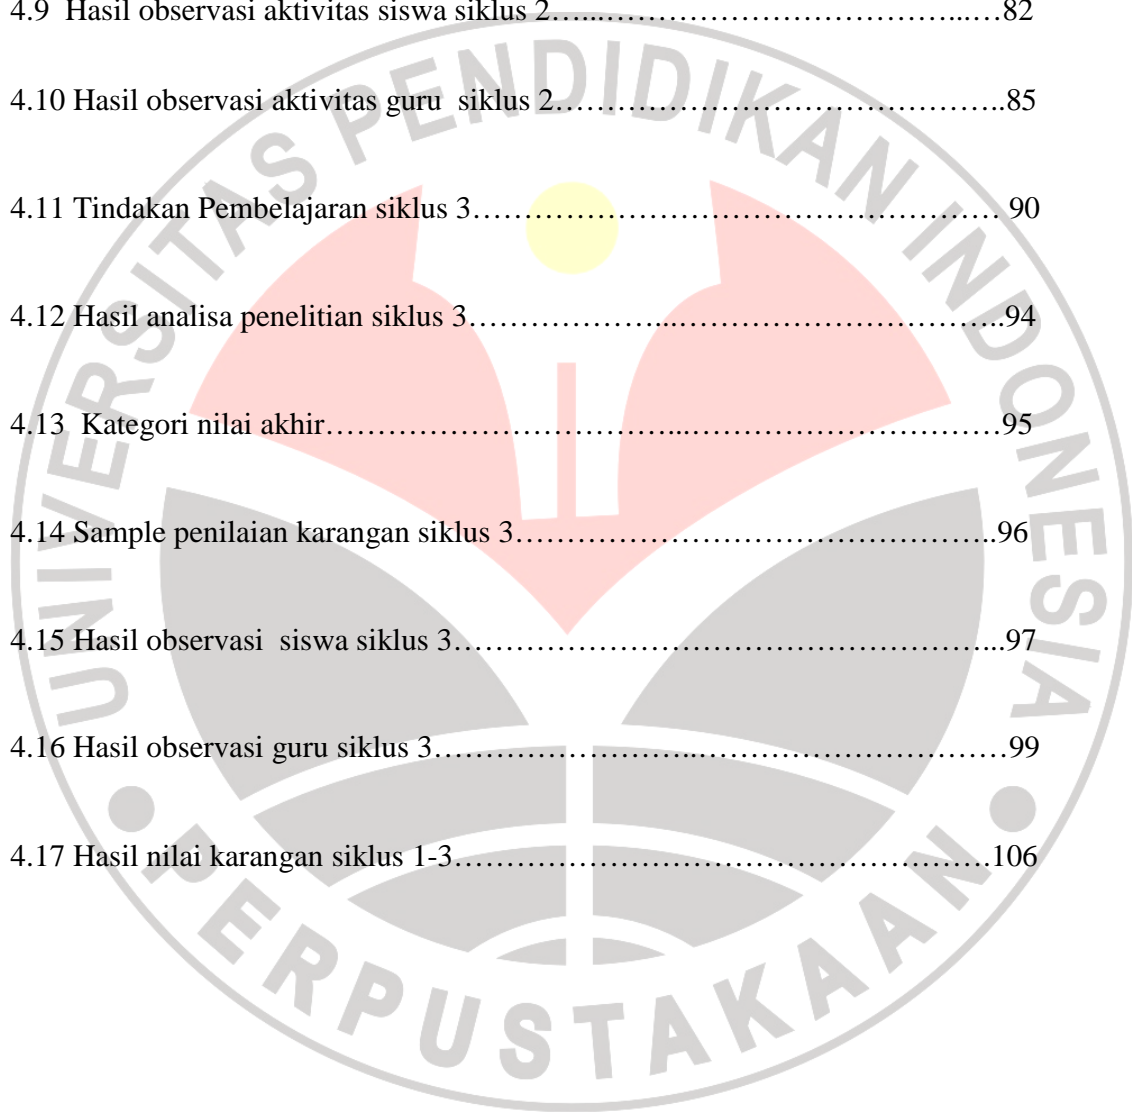 4.9  Hasil observasi aktivitas siswa siklus 2…...……………………………...…82
4.10 Hasil observasi aktivitas guru  siklus 2……………………………………..85
4.11 Tindakan Pembelajaran siklus 3…………………………………………… 90
4.12 Hasil analisa penelitian siklus 3………………...…………………………..94
4.13  Kategori nilai akhir……………………………...…………………………95
4.14 Sample penilaian karangan siklus 3………………………………………..96
4.15 Hasil observasi  siswa siklus 3……………………………………………...97
4.16 Hasil observasi guru siklus 3…………………….…………………………99
4.17 Hasil nilai karangan siklus 1-3…………………………………………….106
UNIVERSITAS PENDIDIKAN INDONESIA
PERPUSTAKAAN